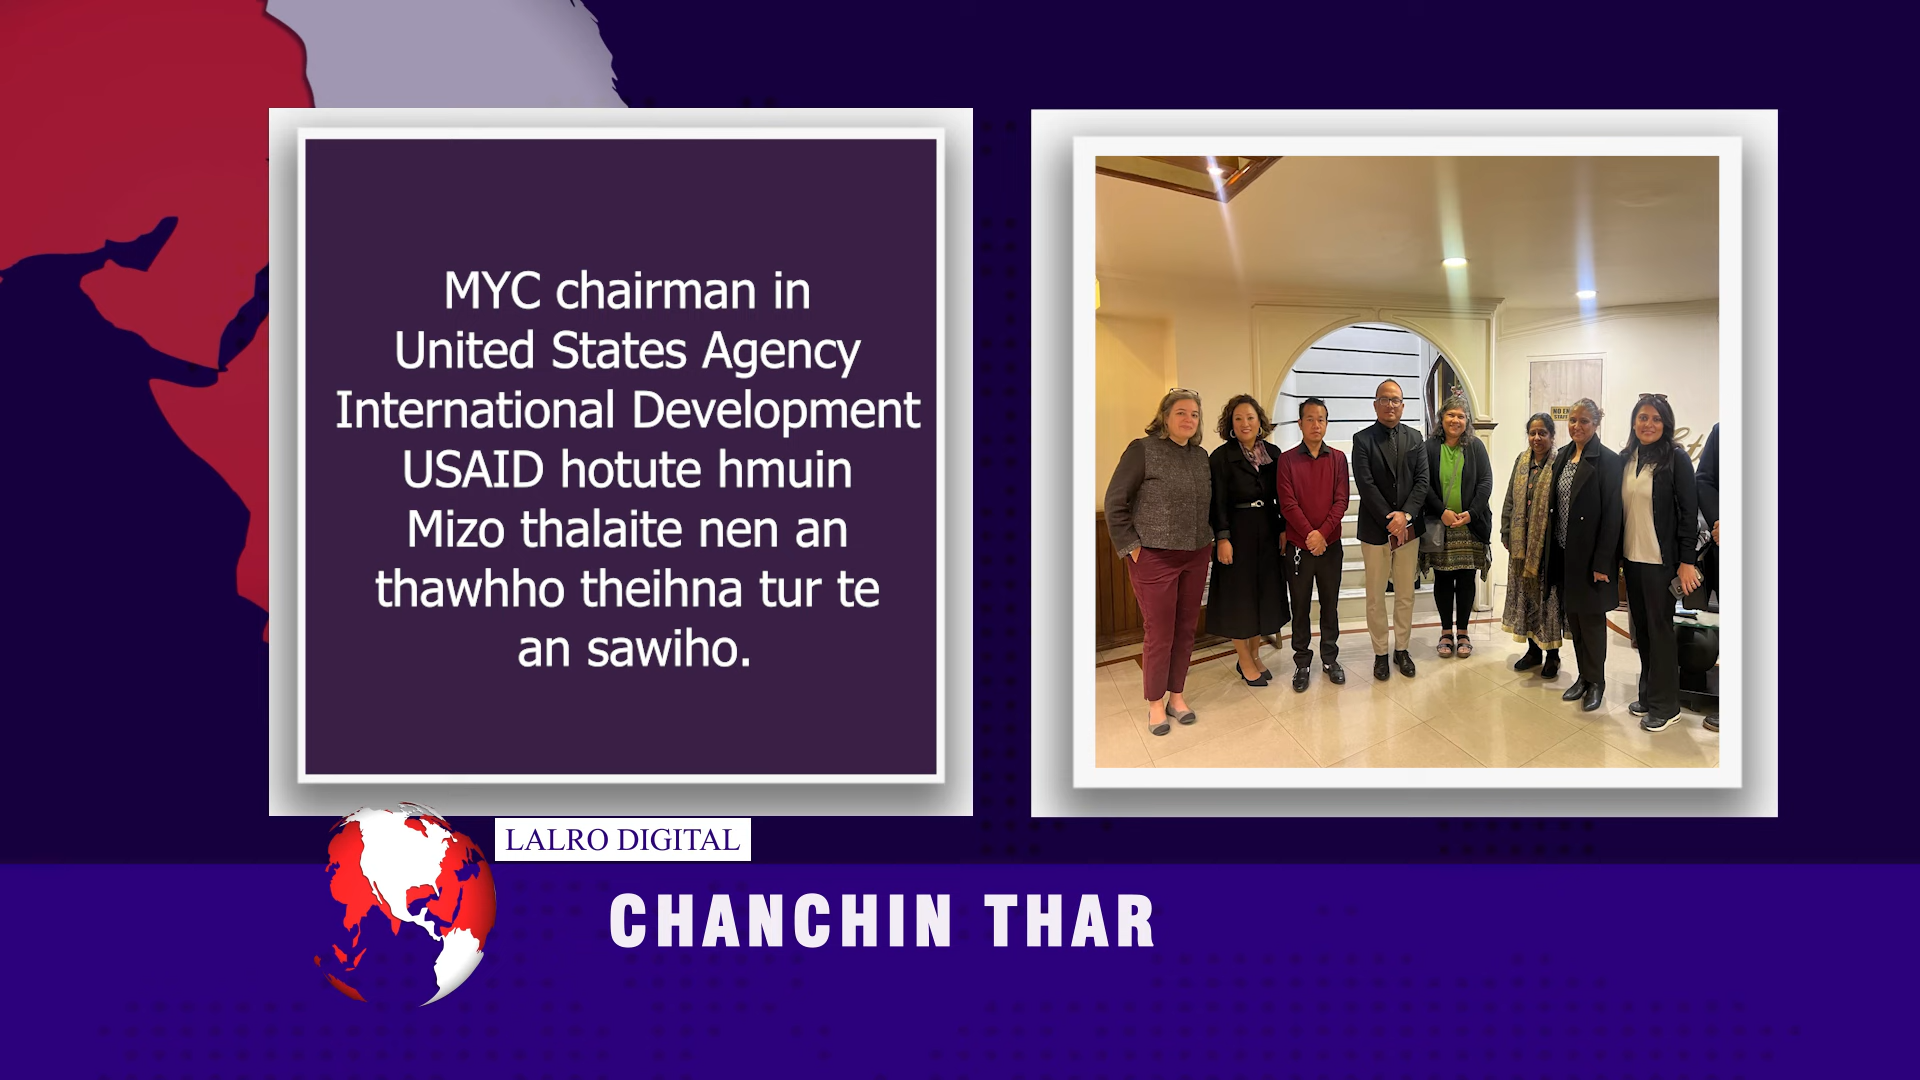 MYC chairman in
United States Agency
International Development
USAID hotute hmuin
Mizo thalaite nen an
thawhho theihna tur te
an sawiho.
LALRO DIGITAL
CHANCHIN THAR